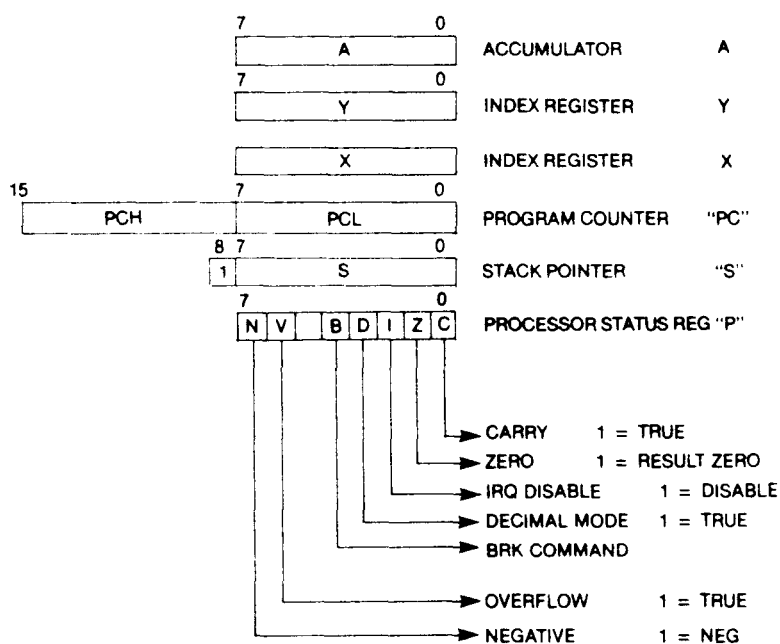 7 0
A ACCUMULATOR A
7 0
Y INDEX REGISTER Y
X INDEX REGISTER X
15 7 0
PCH PCL PROGRAM COUNTER "PC"
8 7 0
1 S STACK POINTER "S"
7 0
N V B D I Z C PROCESSOR STATUS REG "P"
CARRY 1 = TRUE
ZERO 1 = RESULT ZERO
IRQ DISABLE 1 = DISABLE
DECIMAL MODE 1 = TRUE
BRK COMMAND
OVERFLOW 1 = TRUE
NEGATIVE 1 = NEG